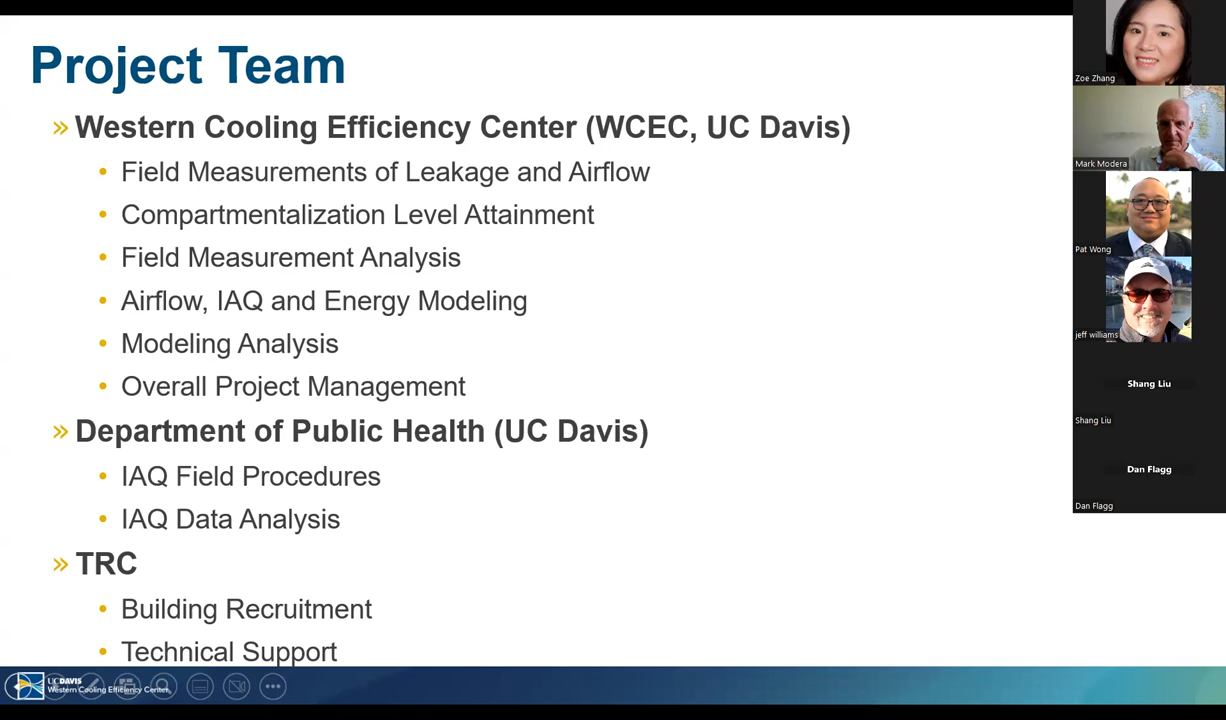 Project Team
» Western Cooling Efficiency Center (WCEC, UC Davis)
• Field Measurements of Leakage and Airflow
• Compartmentalization Level Attainment
• Field Measurement Analysis
• Airflow, IAQ and Energy Modeling
• Modeling Analysis
• Overall Project Management
» Department of Public Health (UC Davis)
• IAQ Field Procedures
• IAQ Data Analysis
» TRC
• Building Recruitment
• Technical Support
UCDAVIS
Western Cooling Efficiency Center
Zoe Zhang
Mark Modera
Pat Wong
jeff williams
Shang Liu
Shang Liu
Dan Flagg
Dan Flagg